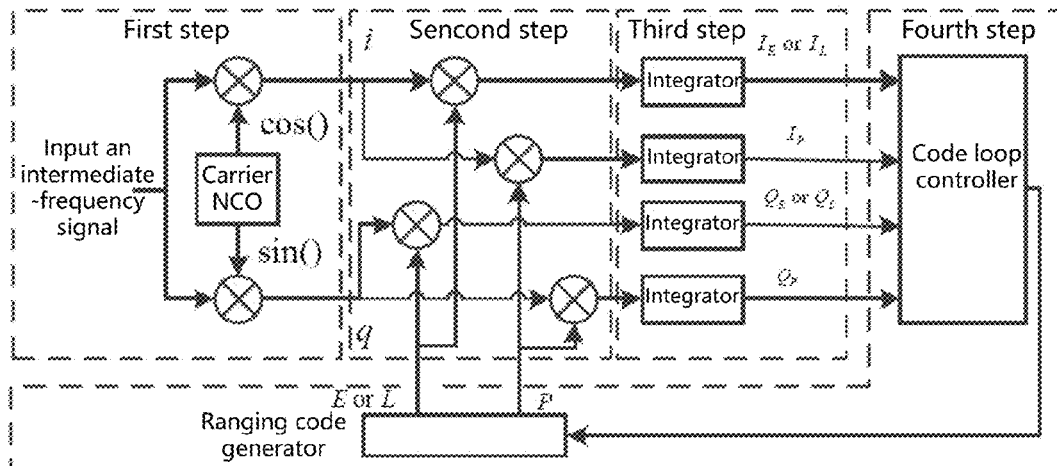 First step
Sencond step
Third step
Fourth step
i
I_E or I_L
Integrator
cos()
I_P
Integrator
Input an
intermediate
-frequency
signal
Carrier
NCO
Code loop
controller
Q_E or Q_L
Integrator
sin()
Q_P
Integrator
q
E or L
P
Ranging code
generator